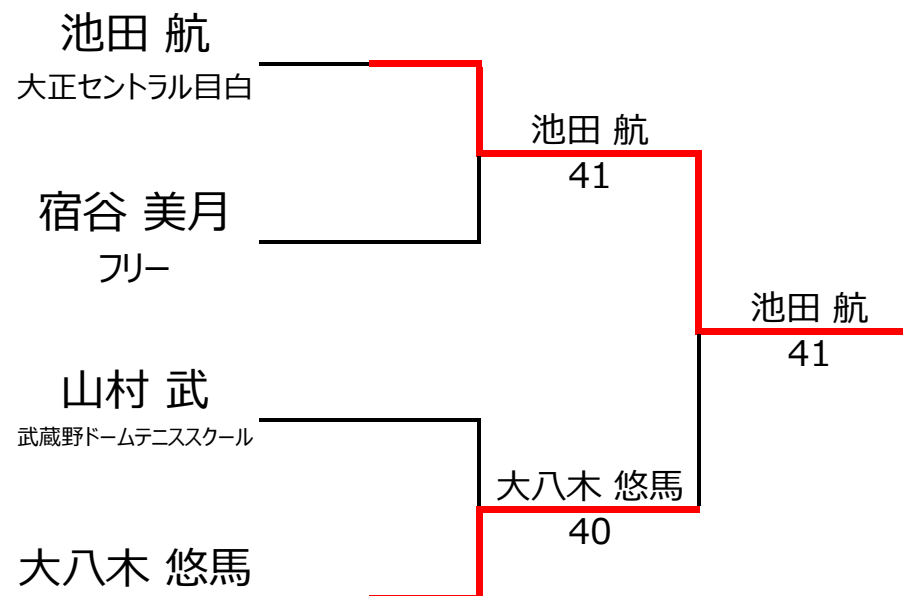 池田 航
大正セントラル目白
池田 航
41
宿谷 美月
フリー
池田 航
41
山村 武
武蔵野ドームテニススクール
大八木 悠馬
40
大八木 悠馬